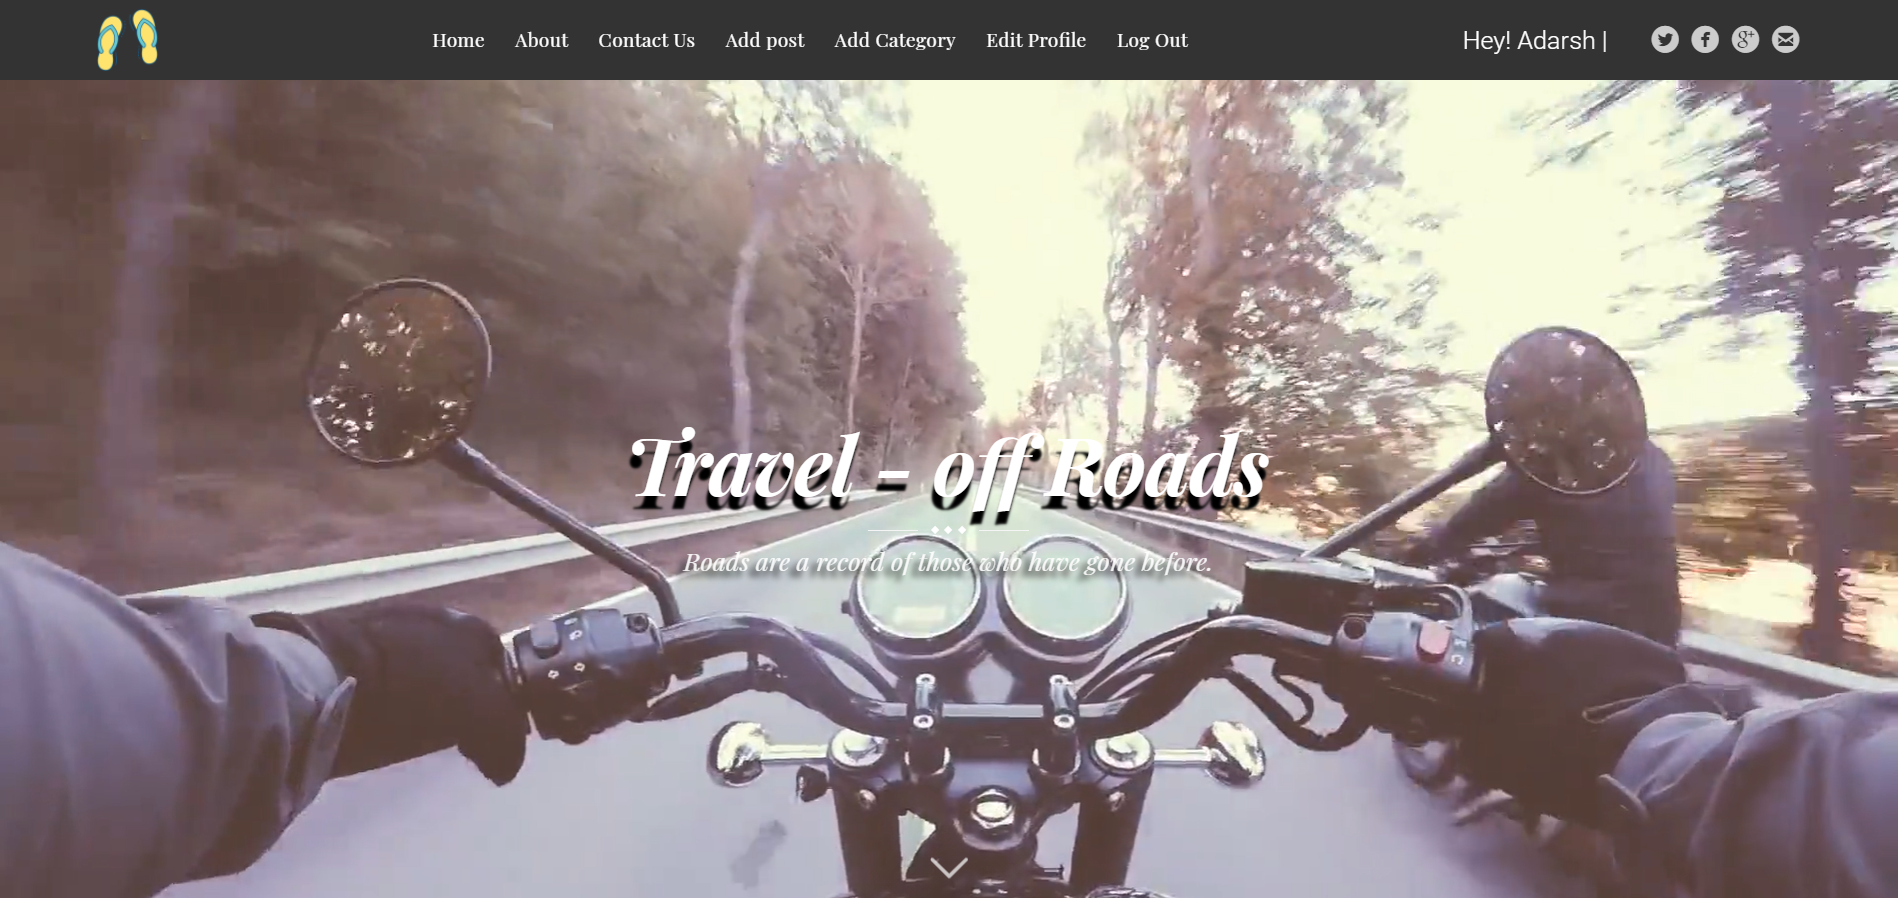 Home About Contact Us Add post Add Category Edit Profile Log Out Hey! Adarsh |
Travel - off Roads
Roads are a record of those who have gone before.